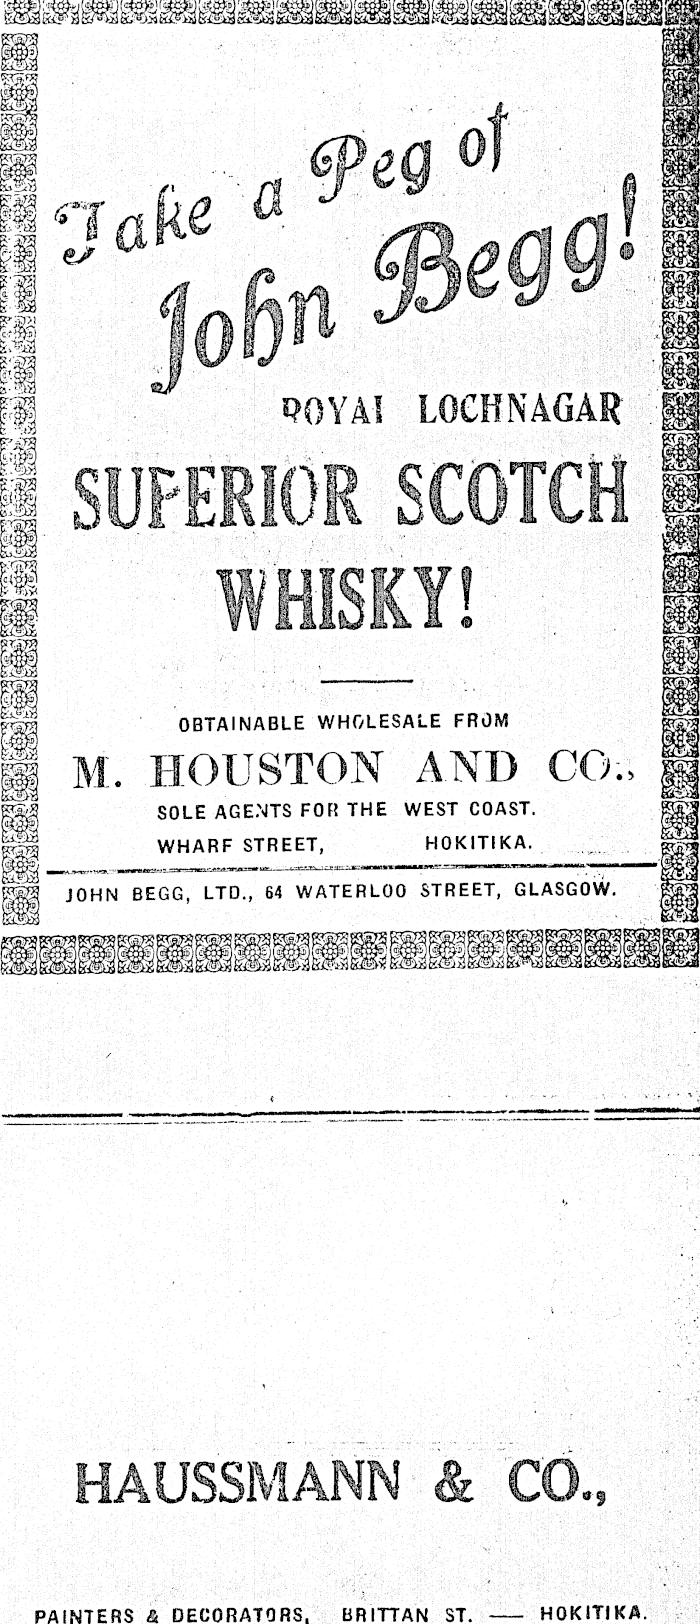 Take a Peg of
John Begg!
ROYAL LOCHNAGAR
SUPERIOR SCOTCH
WHISKY!
OBTAINABLE WHOLESALE FROM
M. HOUSTON AND CO.,
SOLE AGENTS FOR THE WEST COAST.
WHARF STREET, HOKITIKA.
JOHN BEGG, LTD., 64 WATERLOO STREET, GLASGOW.
HAUSSMANN & CO.,
PAINTERS & DECORATORS, BRITTAN ST. — HOKITIKA.